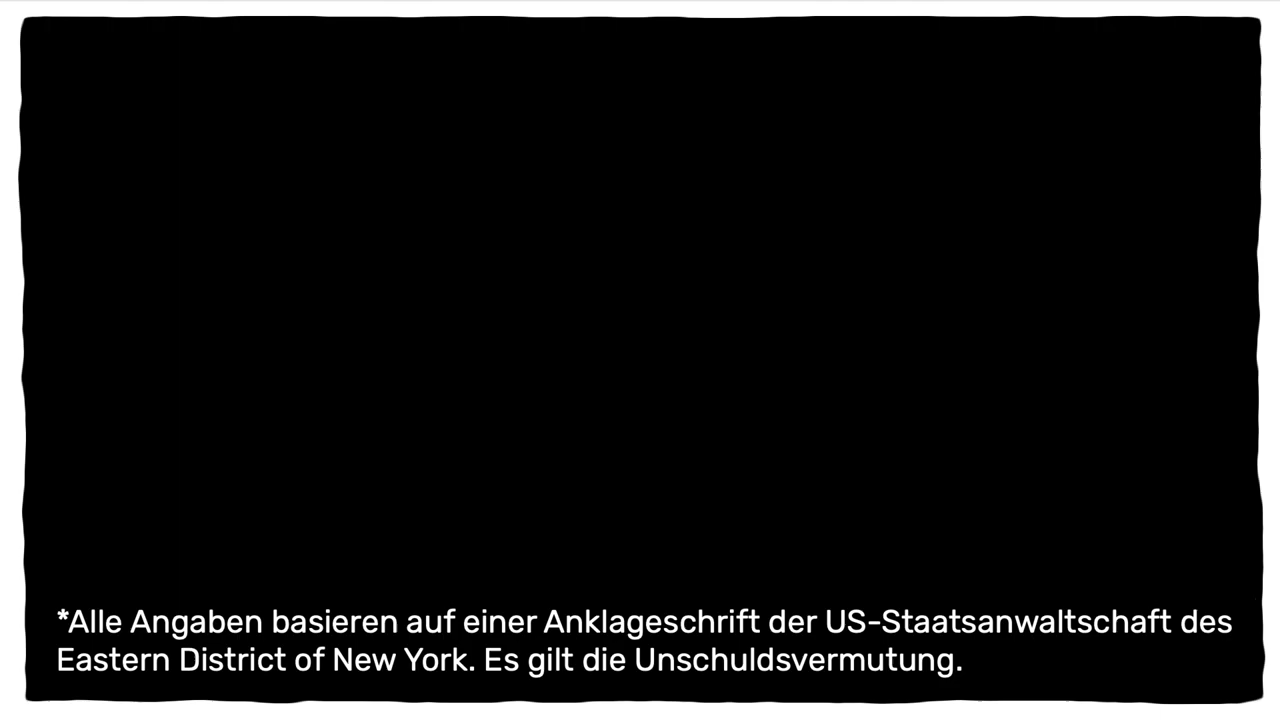 *Alle Angaben basieren auf einer Anklageschrift der US-Staatsanwaltschaft des
Eastern District of New York. Es gilt die Unschuldsvermutung.